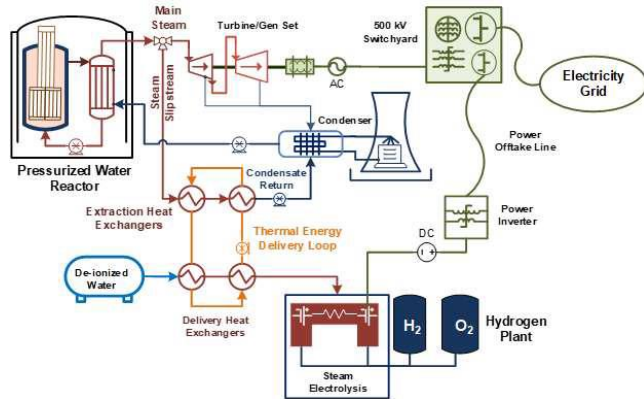 Main
Steam
Turbine/Gen Set
500 kV
Switchyard
Electricity
Grid
AC
Steam
Slipstream
Condenser
Power
Offtake Line
Pressurized Water
Reactor
Condensate
Return
Extraction Heat
Exchangers
Thermal Energy
Delivery Loop
Power
Inverter
DC
De-ionized
Water
Delivery Heat
Exchangers
H2
O2
Hydrogen
Plant
Steam
Electrolysis